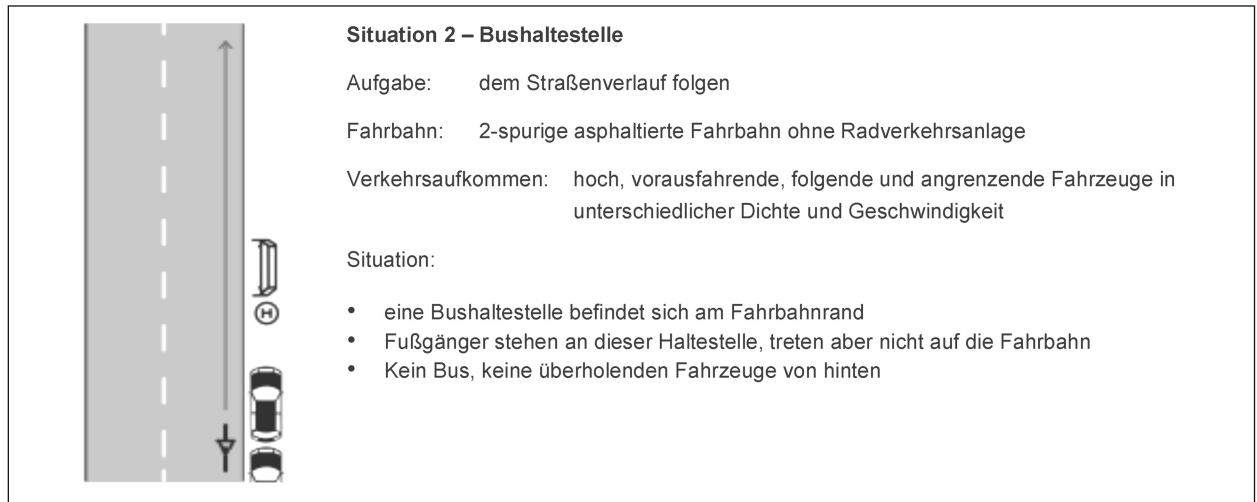 Situation 2 – Bushaltestelle
Aufgabe: dem Straßenverlauf folgen
Fahrbahn: 2-spurige asphaltierte Fahrbahn ohne Radverkehrsanlage
Verkehrsaufkommen: hoch, vorausfahrende, folgende und angrenzende Fahrzeuge in
unterschiedlicher Dichte und Geschwindigkeit
Situation:
• eine Bushaltestelle befindet sich am Fahrbahnrand
• Fußgänger stehen an dieser Haltestelle, treten aber nicht auf die Fahrbahn
• Kein Bus, keine überholenden Fahrzeuge von hinten
H